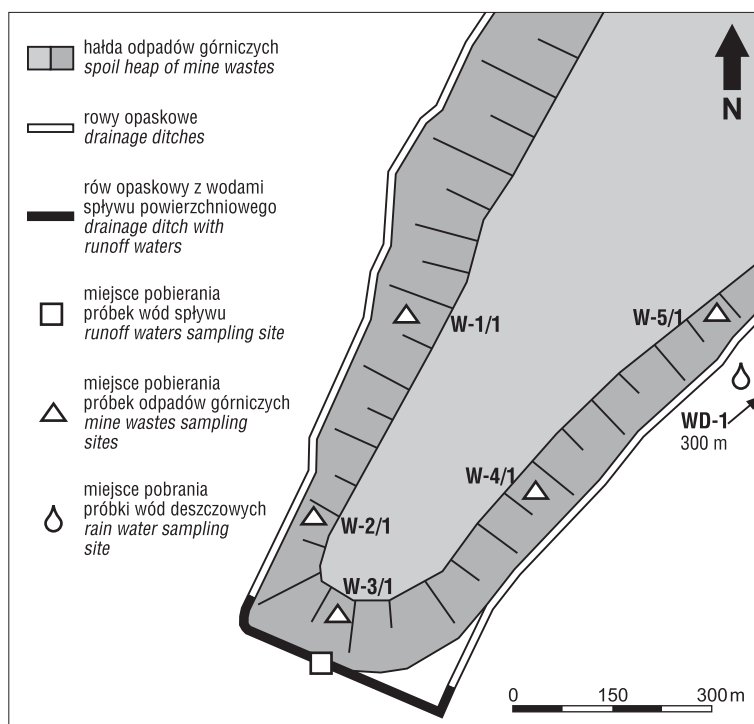 hałda odpadów górniczych
spoil heap of mine wastes
rowy opaskowe
drainage ditches
rów opaskowy z wodami
spływu powierzchniowego
drainage ditch with
runoff waters
miejsce pobierania
próbek wód spływu
runoff waters sampling site
miejsce pobierania
próbek odpadów górniczych
mine wastes sampling
sites
miejsce pobrania
próbki wód deszczowych
rain water sampling
site
N
W-1/1
W-5/1
WD-1
300 m
W-4/1
W-2/1
W-3/1
0 150 300 m